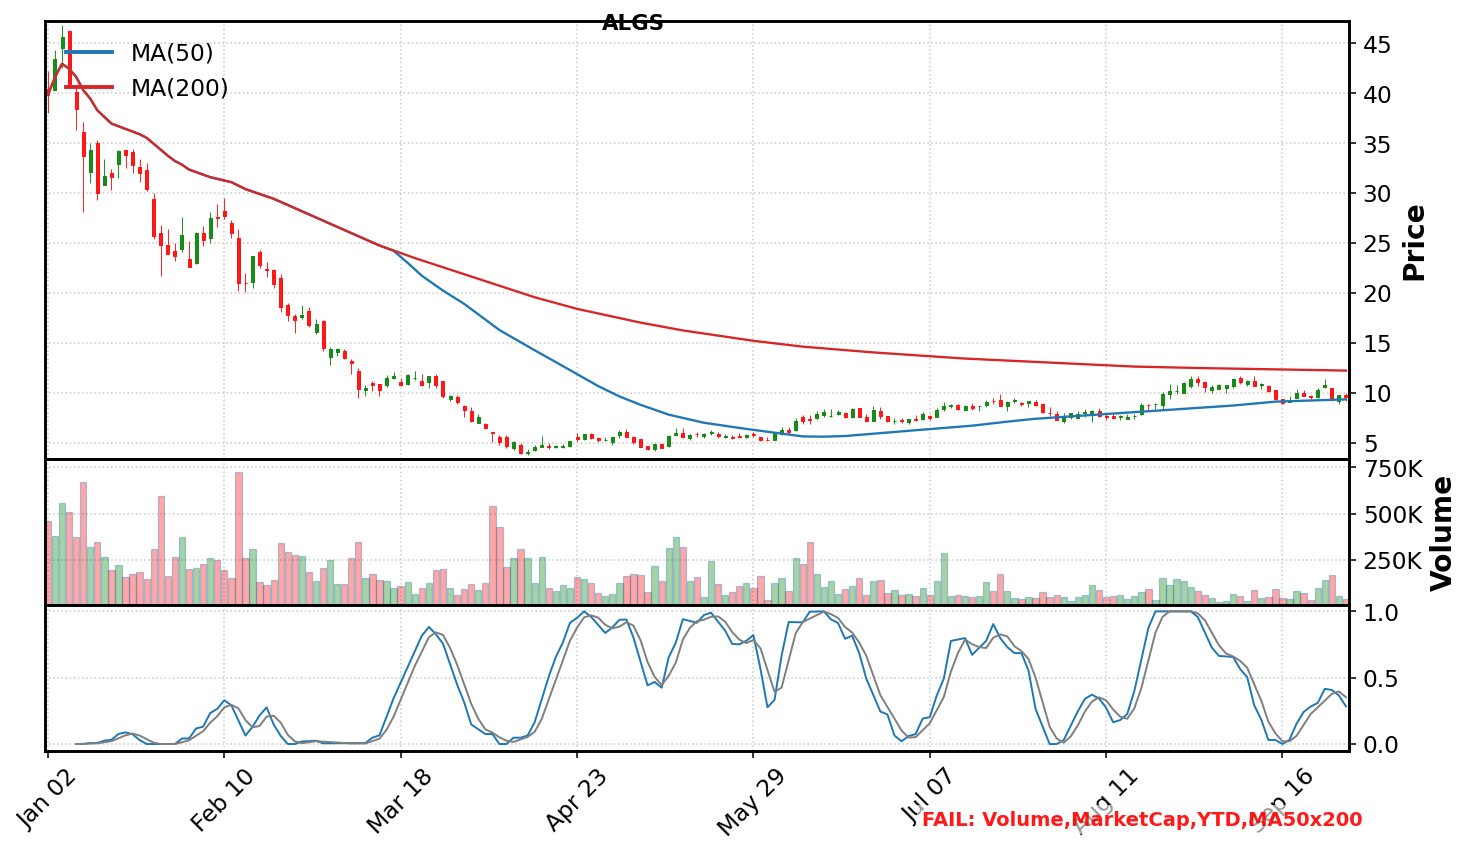 ALGS
MA(50)
MA(200)
45
40
35
30
25
20
15
10
5
Price
750K
500K
250K
Volume
1.0
0.5
0.0
Jan 02
Feb 10
Mar 18
Apr 23
May 29
Jul 07
Aug 11
Sep 16
FAIL: Volume,MarketCap,YTD,MA50x200